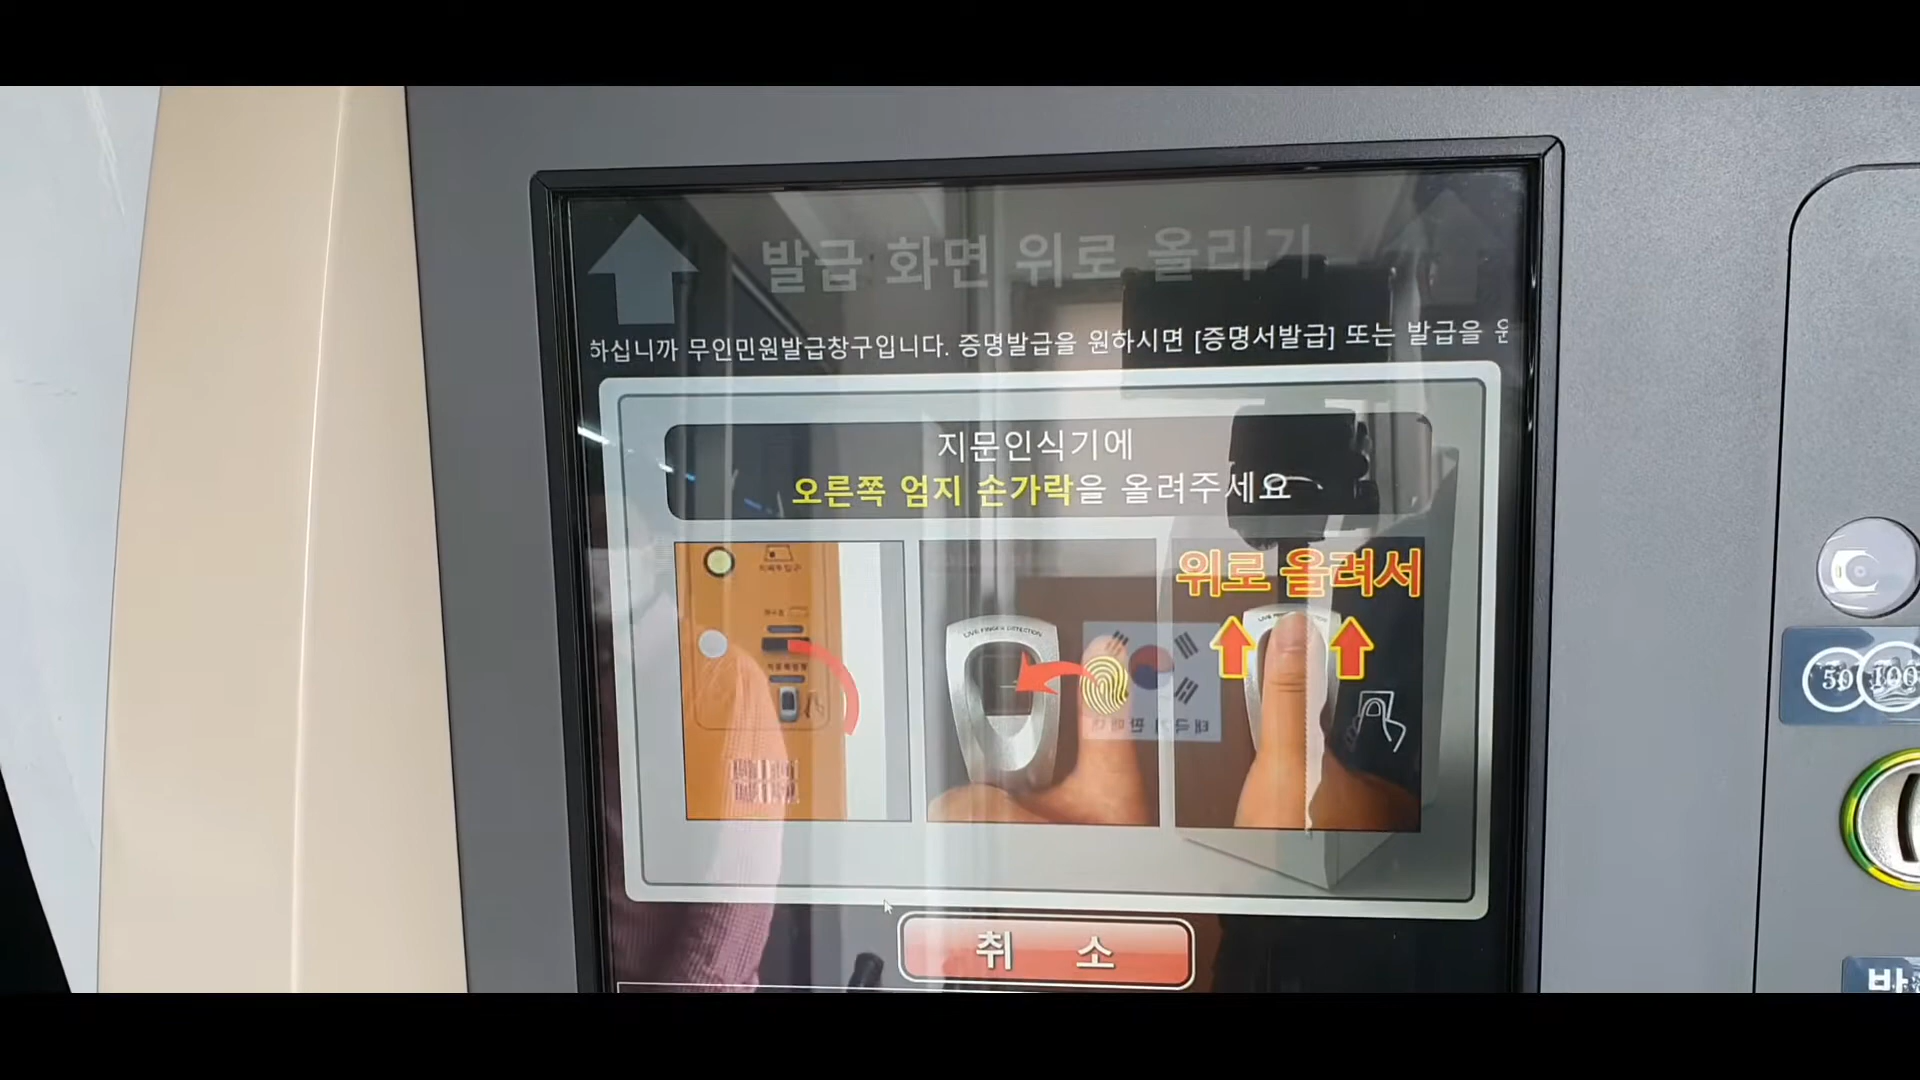 발급 화면 위로 올리기
하십니까 무인민원발급창구입니다. 증명발급을 원하시면 [증명서발급] 또는 발급을
지문인식기에
오른쪽 엄지 손가락을 올려주세요
LIVE FINGER DETECTION
위로 올려서
취 소
50 100